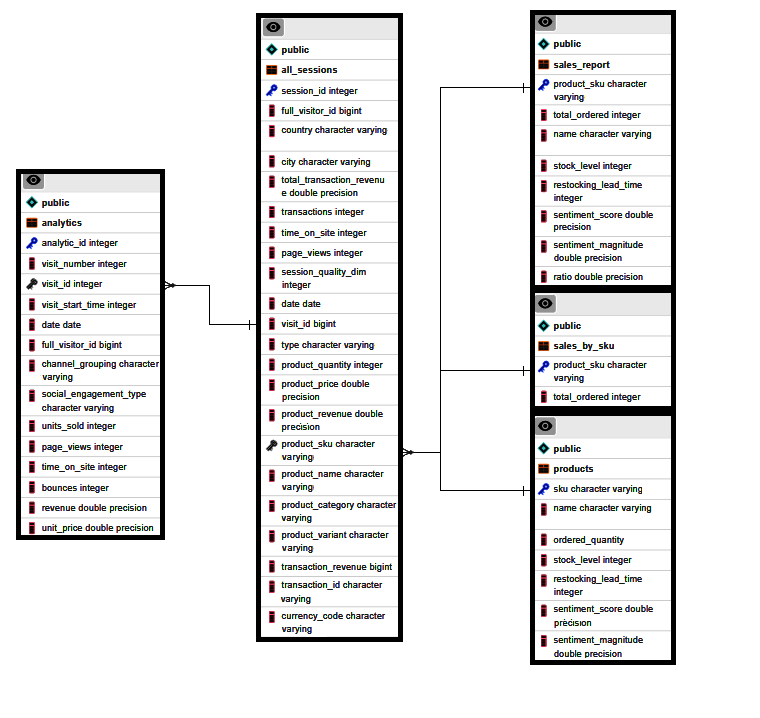 public
analytics
analytic_id integer
visit_number integer
visit_id integer
visit_start_time integer
date date
full_visitor_id bigint
channel_grouping character
varying
social_engagement_type
character varying
units_sold integer
page_views integer
time_on_site integer
bounces integer
revenue double precision
unit_price double precision
public
all_sessions
session_id integer
full_visitor_id bigint
country character varying
city character varying
total_transaction_revenu
e double precision
transactions integer
time_on_site integer
page_views integer
session_quality_dim
integer
date date
visit_id bigint
type character varying
product_quantity integer
product_price double
precision
product_revenue double
precision
product_sku character
varying
product_name character
varying
product_category character
varying
product_variant character
varying
transaction_revenue bigint
transaction_id character
varying
currency_code character
varying
public
sales_report
product_sku character
varying
total_ordered integer
name character varying
stock_level integer
restocking_lead_time
integer
sentiment_score double
precision
sentiment_magnitude
double precision
ratio double precision
public
sales_by_sku
product_sku character
varying
total_ordered integer
public
products
sku character varying
name character varying
ordered_quantity
stock_level integer
restocking_lead_time
integer
sentiment_score double
precision
sentiment_magnitude
double precision